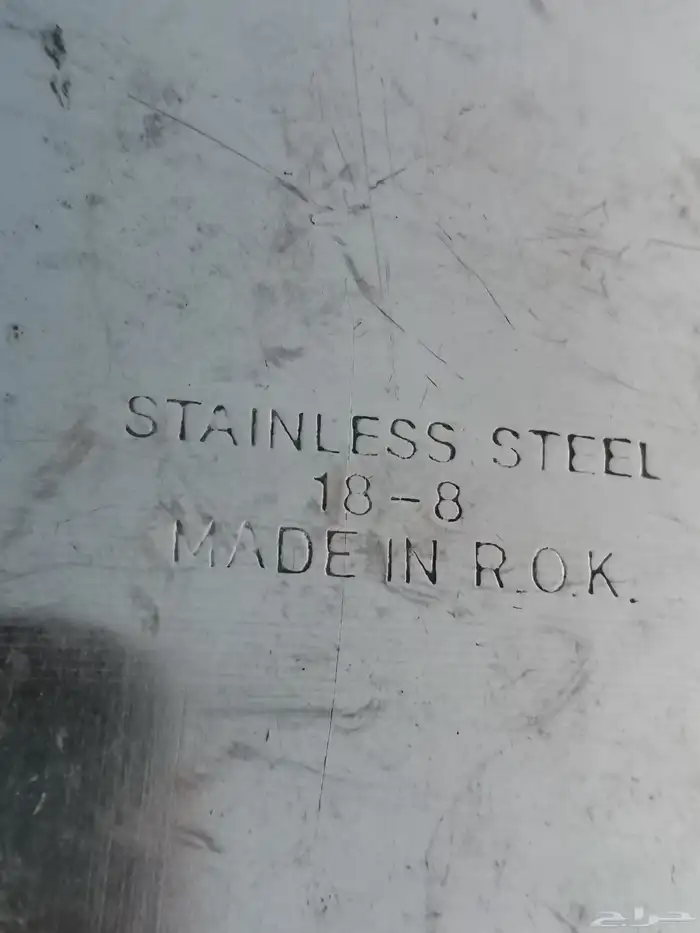 STAINLESS STEEL
18-8
MADE IN R.O.K.
حراج